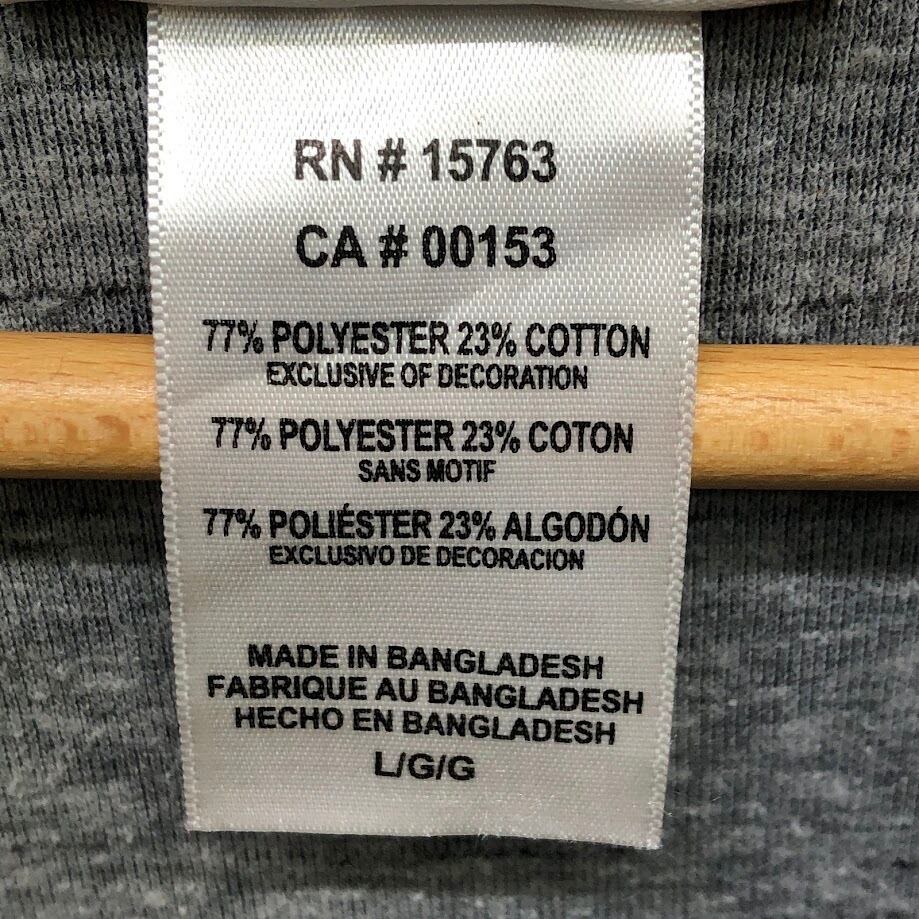 RN # 15763
CA # 00153
77% POLYESTER 23% COTTON
EXCLUSIVE OF DECORATION
77% POLYESTER 23% COTON
SANS MOTIF
77% POLIÉSTER 23% ALGODÓN
EXCLUSIVO DE DECORACION
MADE IN BANGLADESH
FABRIQUE AU BANGLADESH
HECHO EN BANGLADESH
L/G/G